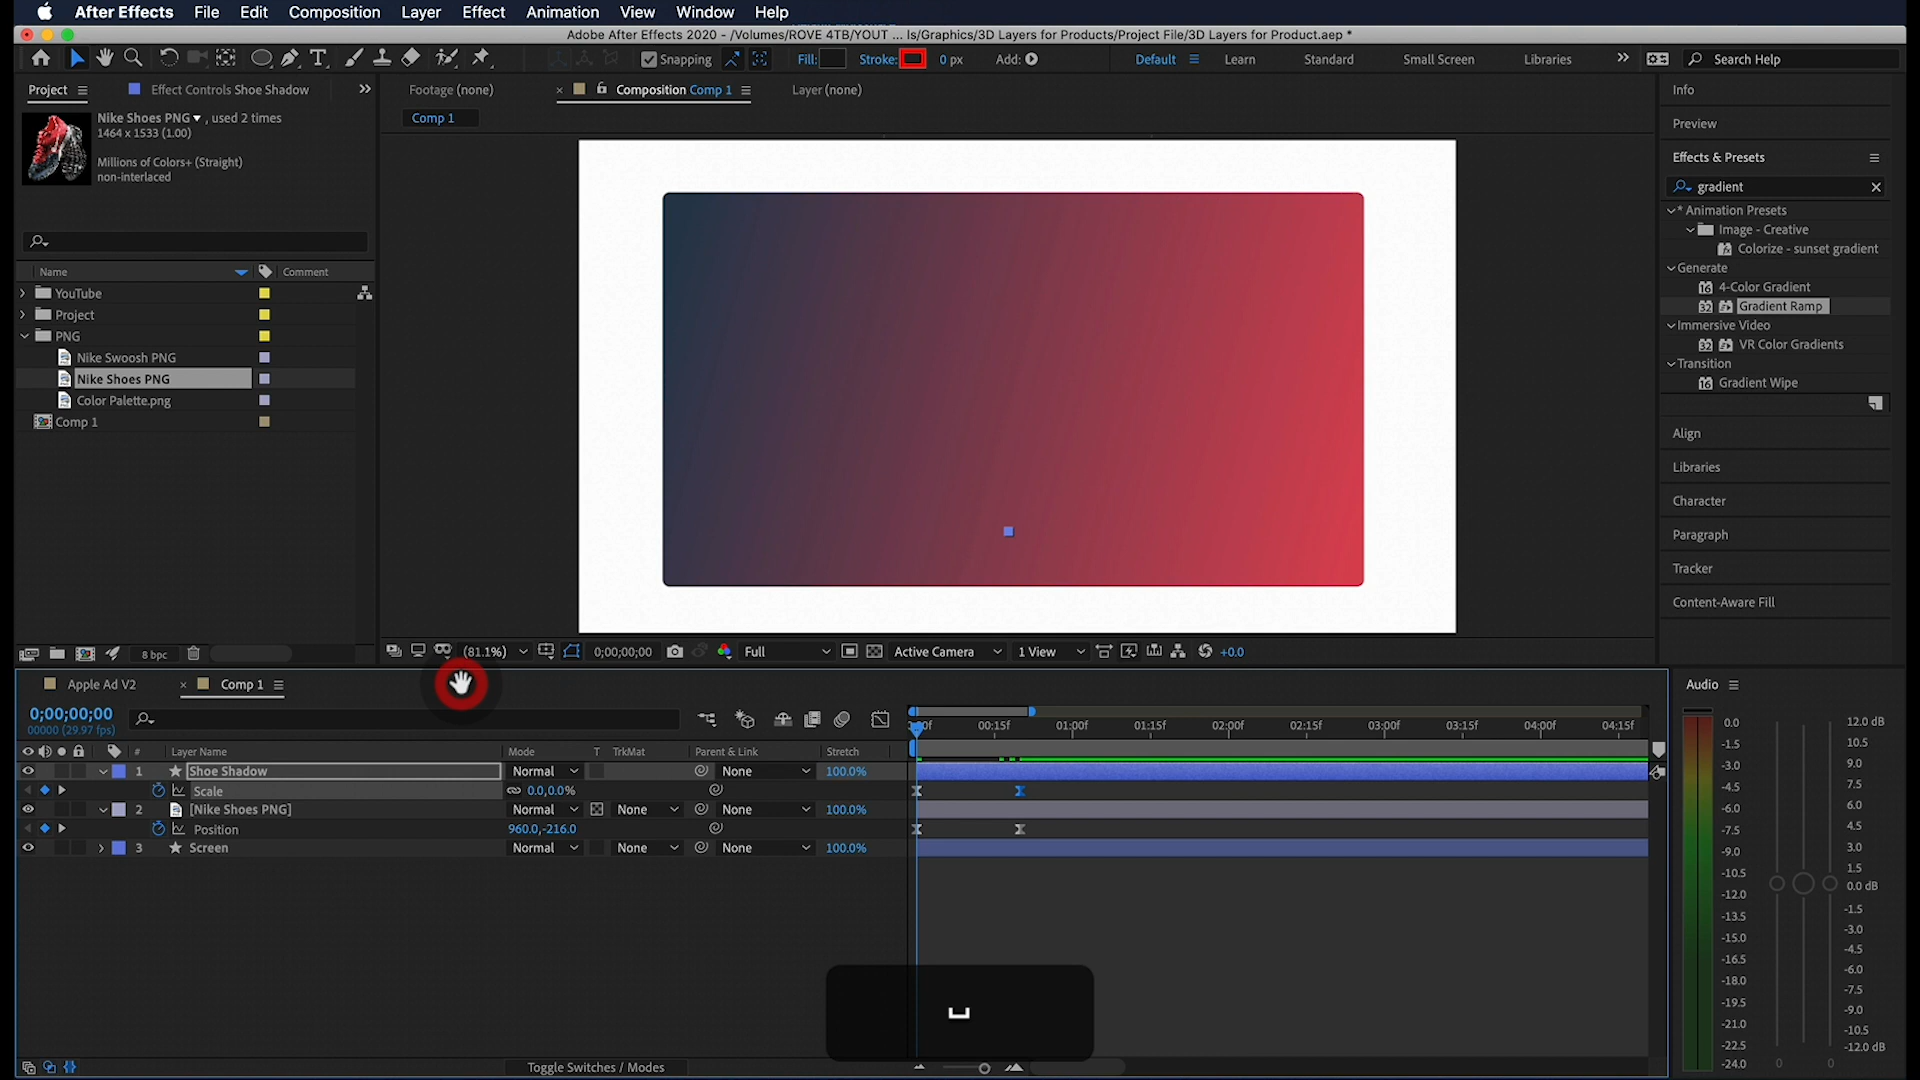 After Effects File Edit Composition Layer Effect Animation View Window Help
Adobe After Effects 2020 - /Volumes/ROVE 4TB/YOUT ... ls/Graphics/3D Layers for Products/Project File/3D Layers for Product.aep *
Snapping Fill: Stroke: 0 px Add: Default Learn Standard Small Screen Libraries Search Help
Project Effect Controls Shoe Shadow
Footage (none) Composition Comp 1 Layer (none)
Comp 1
Nike Shoes PNG , used 2 times
1464 x 1533 (1.00)
Millions of Colors+ (Straight)
non-interlaced
Name Comment
YouTube
Project
PNG
Nike Swoosh PNG
Nike Shoes PNG
Color Palette.png
Comp 1
8 bpc
(81.1%) 0;00;00;00 Full Active Camera 1 View +0.0
Info
Preview
Effects & Presets
gradient
* Animation Presets
Image - Creative
Colorize - sunset gradient
Generate
4-Color Gradient
Gradient Ramp
Immersive Video
VR Color Gradients
Transition
Gradient Wipe
Align
Libraries
Character
Paragraph
Tracker
Content-Aware Fill
Apple Ad V2 Comp 1
0;00;00;00
00000 (29.97 fps)
:00f 00:15f 01:00f 01:15f 02:00f 02:15f 03:00f 03:15f 04:00f 04:15f
# Layer Name Mode T TrkMat Parent & Link Stretch
1 Shoe Shadow Normal None 100.0%
Scale 0.0,0.0%
2 [Nike Shoes PNG] Normal None None 100.0%
Position 960.0,-216.0
3 Screen Normal None None 100.0%
Toggle Switches / Modes
Audio
0.0
-1.5
-3.0
-4.5
-6.0
-7.5
-9.0
-10.5
-12.0
-13.5
-15.0
-16.5
-18.0
-19.5
-21.0
-22.5
-24.0
12.0 dB
10.5
9.0
7.5
6.0
4.5
3.0
1.5
0.0 dB
-1.5
-3.0
-4.5
-6.0
-7.5
-9.0
-10.5
-12.0 dB
0 0